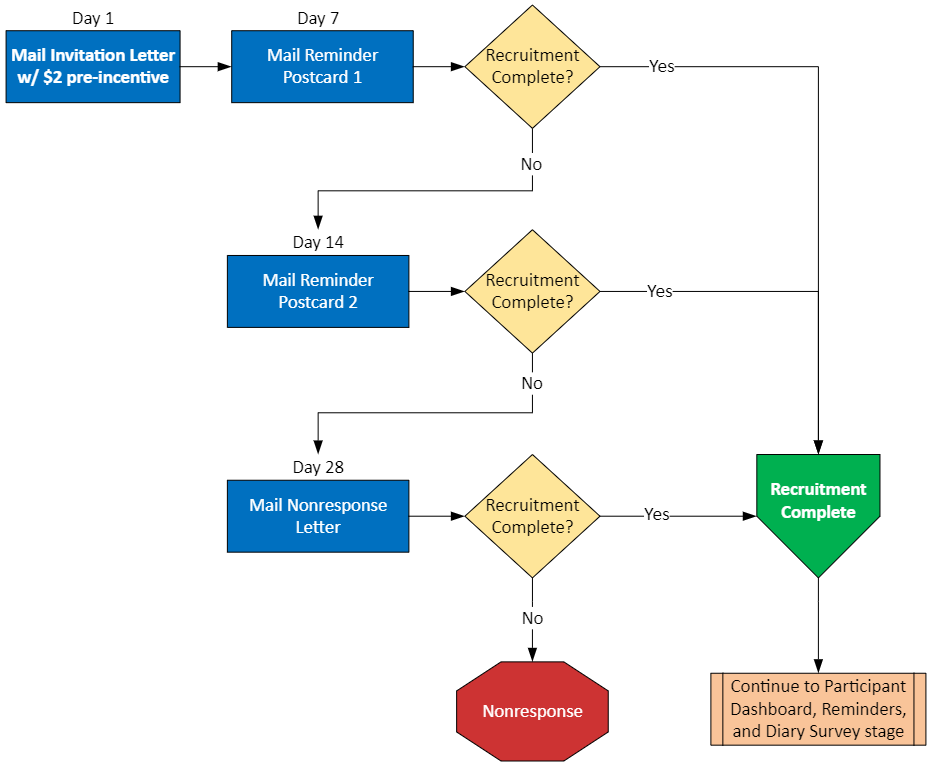 Day 1
Mail Invitation Letter
w/ $2 pre-incentive
Day 7
Mail Reminder
Postcard 1
Recruitment
Complete?
Yes
No
Day 14
Mail Reminder
Postcard 2
Recruitment
Complete?
Yes
No
Day 28
Mail Nonresponse
Letter
Recruitment
Complete?
Yes
Recruitment
Complete
No
Nonresponse
Continue to Participant
Dashboard, Reminders,
and Diary Survey stage